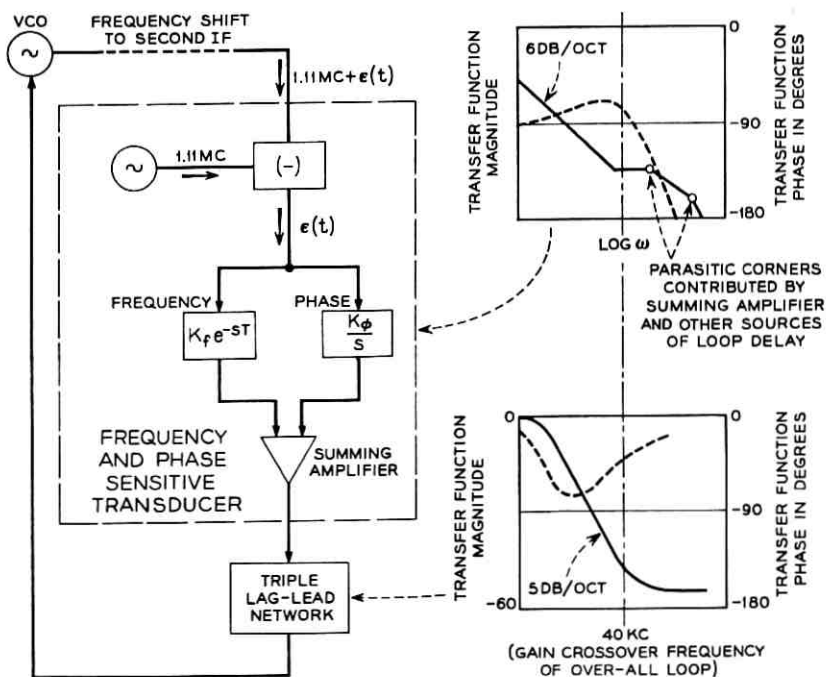 VCO
FREQUENCY SHIFT
TO SECOND IF
1.11MC+ε(t)
1.11MC
(-)
ε(t)
FREQUENCY
PHASE
K_f e^-ST
K_φ
S
FREQUENCY
AND PHASE
SENSITIVE
TRANSDUCER
SUMMING
AMPLIFIER
TRIPLE
LAG-LEAD
NETWORK
TRANSFER FUNCTION
MAGNITUDE
6DB/OCT
0
-90
-180
TRANSFER FUNCTION
PHASE IN DEGREES
LOG ω
PARASITIC CORNERS
CONTRIBUTED BY
SUMMING AMPLIFIER
AND OTHER SOURCES
OF LOOP DELAY
TRANSFER FUNCTION
MAGNITUDE
0
-60
5DB/OCT
0
-90
-180
TRANSFER FUNCTION
PHASE IN DEGREES
40 KC
(GAIN CROSSOVER FREQUENCY
OF OVER-ALL LOOP)